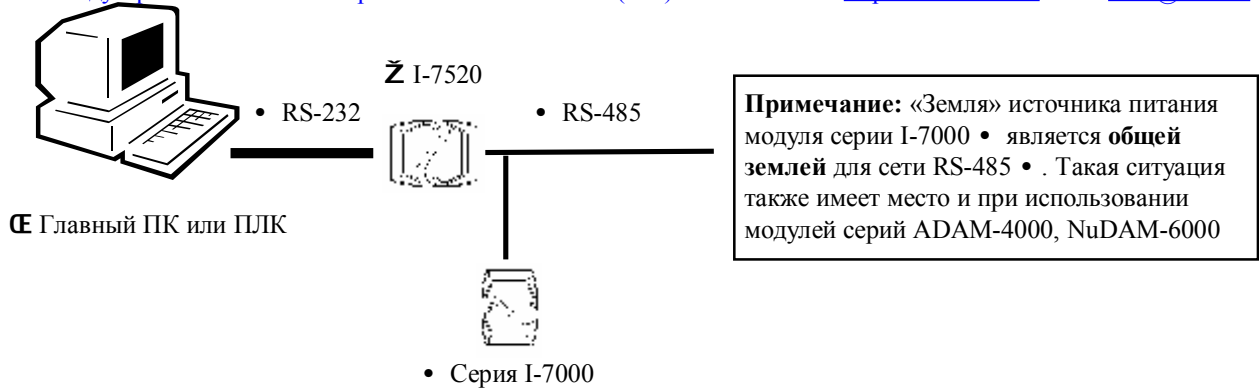 Ž I-7520
• RS-232
• RS-485
Œ Главный ПК или ПЛК
Примечание: «Земля» источника питания
модуля серии I-7000 • является общей
землей для сети RS-485 • . Такая ситуация
также имеет место и при использовании
модулей серий ADAM-4000, NuDAM-6000
• Серия I-7000